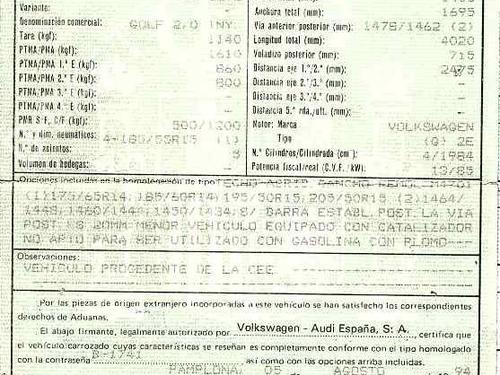 Variante: -
Anchura total (mm): 1695
Denominación comercial: GOLF 2,0 (NY)
Vía anterior posterior (mm): 1478/1462 (2)
Tara (kgf): 1140
Longitud total (mm): 4020
PTMA/PMA (kgf): 1610
Voladizo posterior (mm): 715
PTMA/PMA 1.º E (kgf): 860
Distancia eje 1.º/2.º (mm): 2475
PTMA/PMA 2.º E (kgf): 800
Distancia eje 2.º/3.º (mm): -
PTMA/PMA 3.º E (kgf): -
Distancia eje 3.º/4.º (mm): -
PTMA/PMA 4.º E (kgf): -
Distancia 5.ª rda./ult. (mm): -
PMR S/F, C/F (kgf): 500/1200
Motor: Marca VOLKSWAGEN
N.º y dim. neumáticos: 4-185/55R15 (1)
Tipo (Q) 2E
N.º de asientos: 5
N.º Cilindros/Cilindrada (cm³): 4/1984
Volumen de bodegas: -
Potencia fiscal/real (C.V.F./kW): 13/85
Opciones incluidas en la homologación de tipo:
(1)175/65R14;185/60R14;195/50R15,205/50R15 (2)1464/
1448,1460/1444,1450/1434, S/ BARRA ESTABL.POST.LA VIA
POST. ES 20MM MENOR VEHICULO EQUIPADO CON CATALIZADOR
NO APTO PARA SER UTILIZADO CON GASOLINA CON PLOMO---
Observaciones:
VEHICULO PROCEDENTE DE LA CEE
Por las piezas de origen extranjero incorporadas a este vehículo se han satisfecho los correspondientes
derechos de Aduanas.
El abajo firmante, legalmente autorizado por Volkswagen - Audi España, S. A., certifica que
el vehículo carrozado cuyas características se reseñan es completamente conforme con el tipo homologado
con la contraseña B-1741 así como con las opciones arriba indicadas.
PAMPLONA, 05 de AGOSTO 94